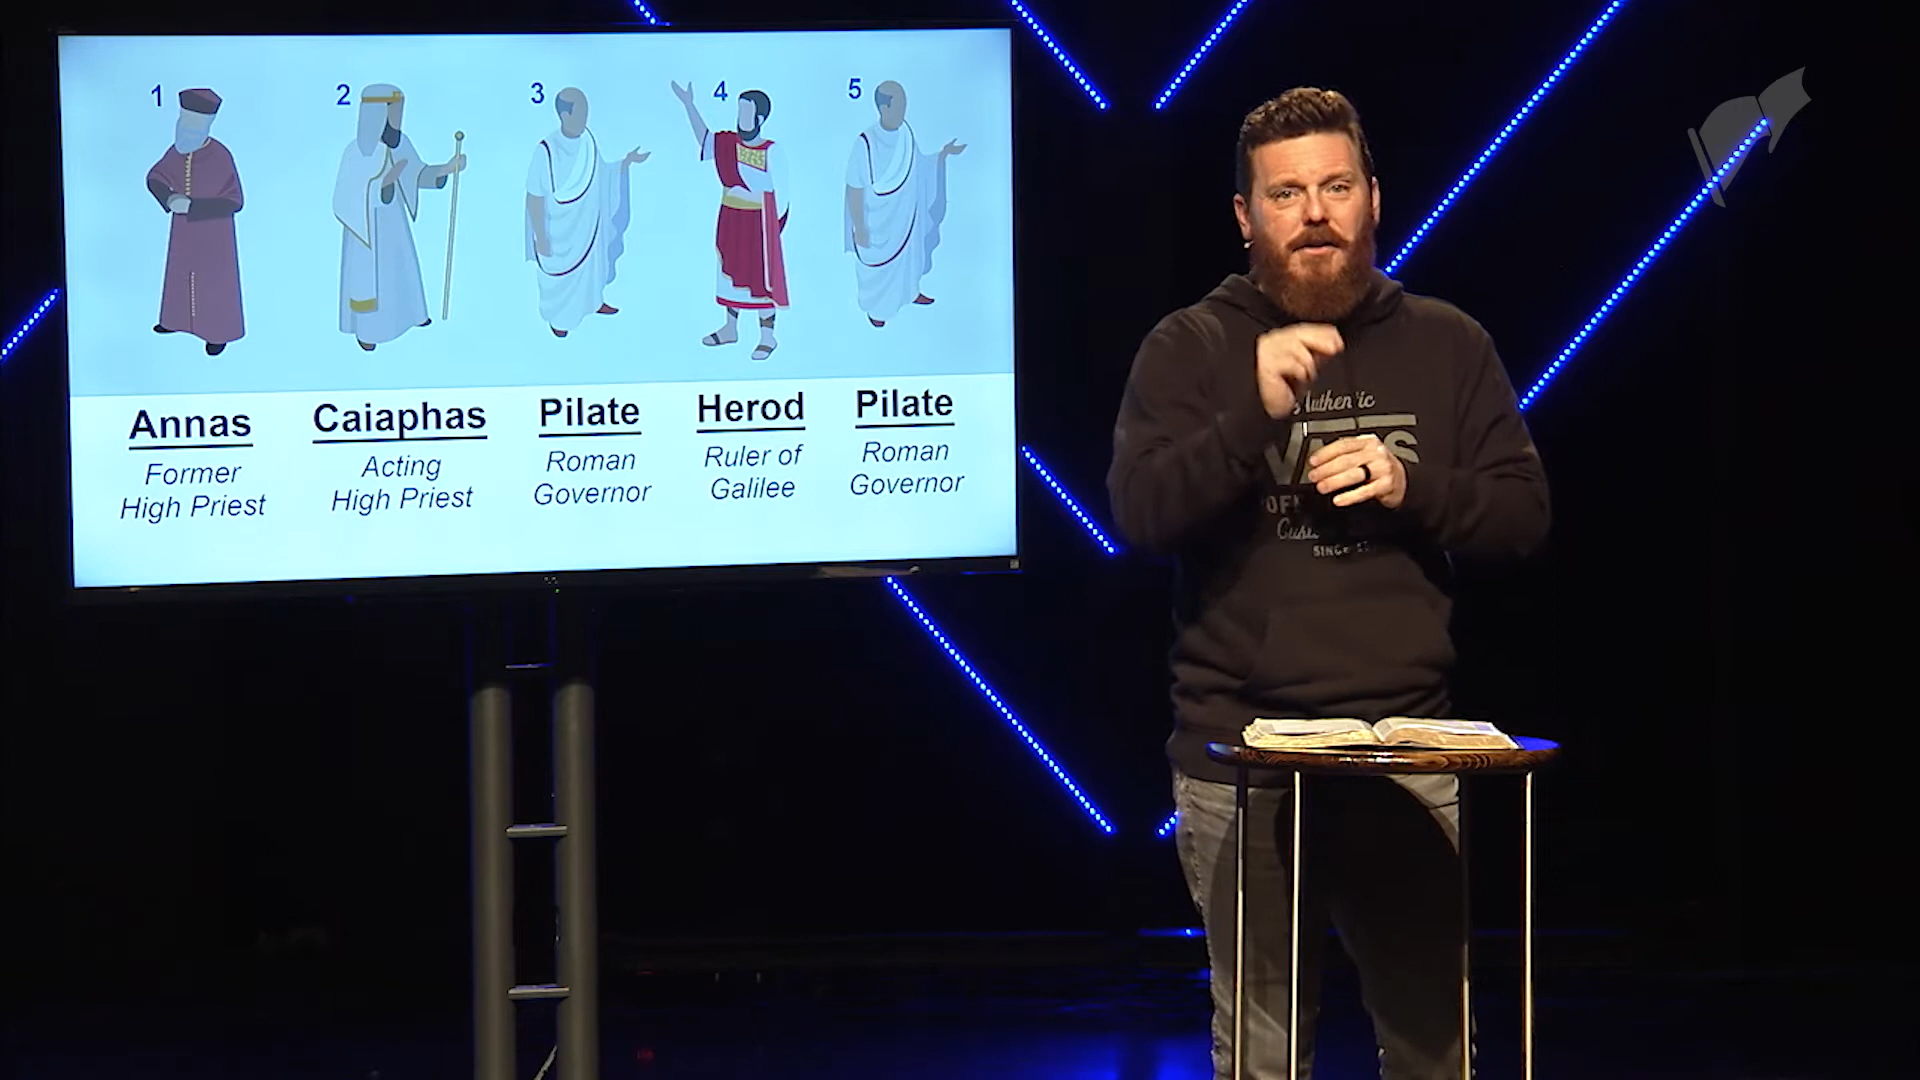 1 2 3 4 5
Annas
Former
High Priest
Caiaphas
Acting
High Priest
Pilate
Roman
Governor
Herod
Ruler of
Galilee
Pilate
Roman
Governor
Authentic
SINCE